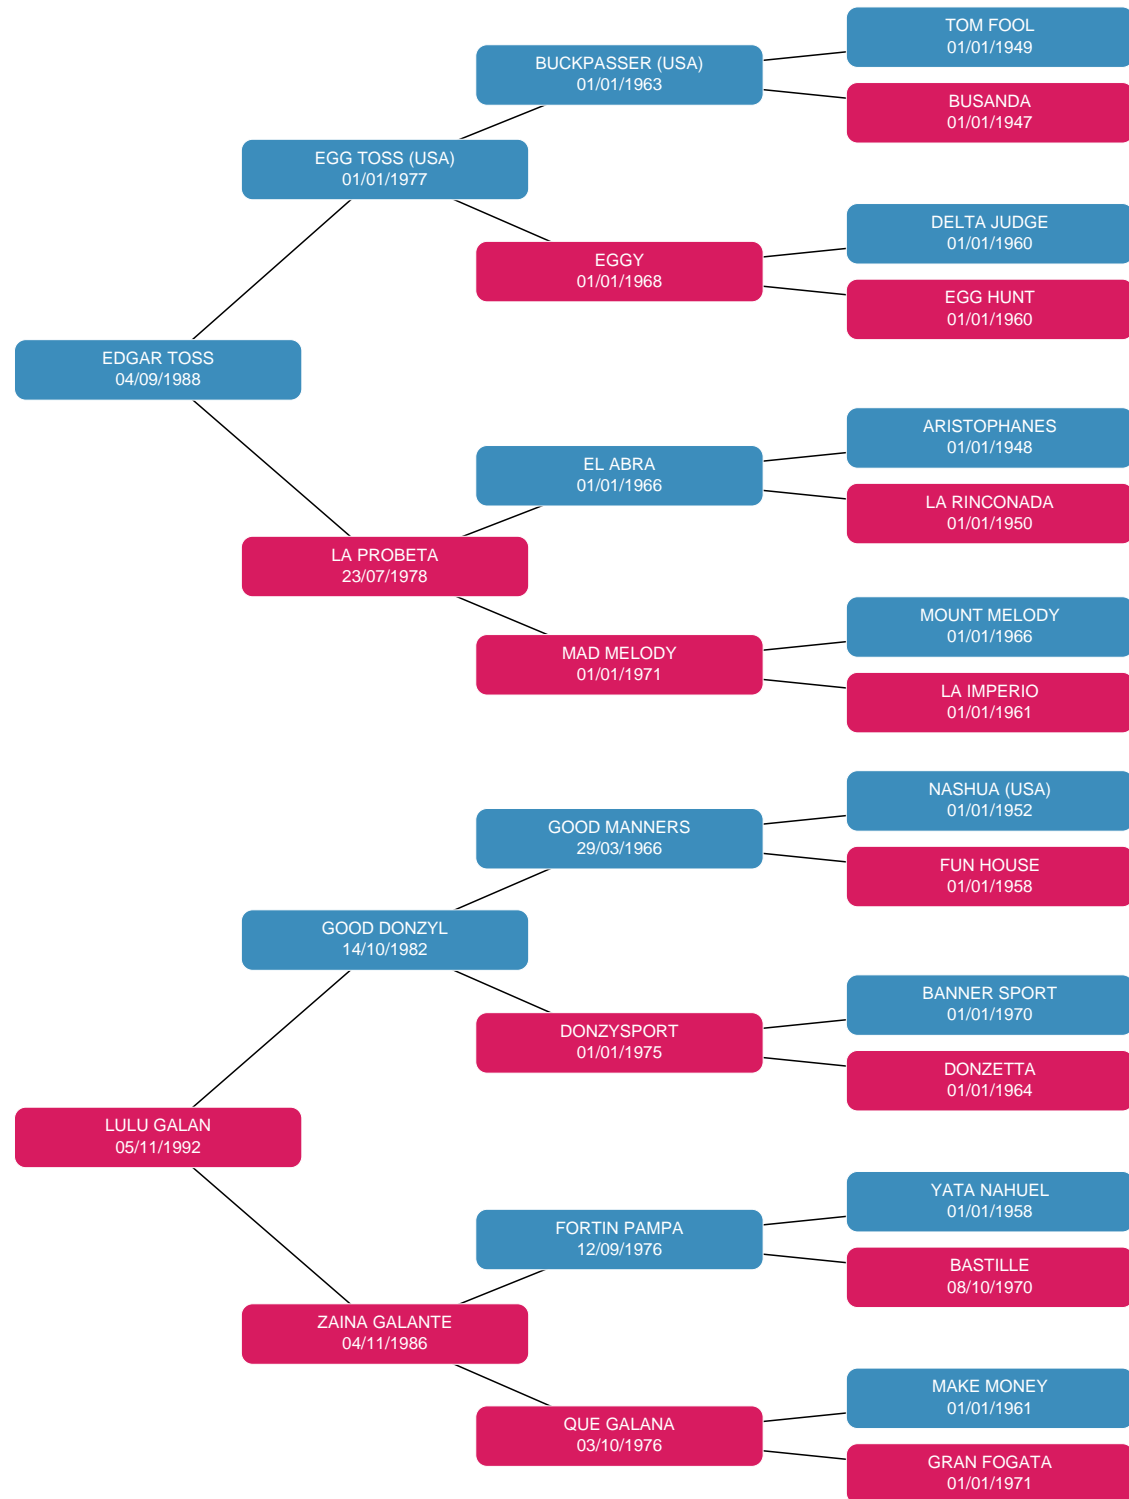 TOM FOOL
01/01/1949
BUCKPASSER (USA)
01/01/1963
BUSANDA
01/01/1947
EGG TOSS (USA)
01/01/1977
DELTA JUDGE
01/01/1960
EGGY
01/01/1968
EGG HUNT
01/01/1960
EDGAR TOSS
04/09/1988
ARISTOPHANES
01/01/1948
EL ABRA
01/01/1966
LA RINCONADA
01/01/1950
LA PROBETA
23/07/1978
MOUNT MELODY
01/01/1966
MAD MELODY
01/01/1971
LA IMPERIO
01/01/1961
NASHUA (USA)
01/01/1952
GOOD MANNERS
29/03/1966
FUN HOUSE
01/01/1958
GOOD DONZYL
14/10/1982
BANNER SPORT
01/01/1970
DONZYSPORT
01/01/1975
DONZETTA
01/01/1964
LULU GALAN
05/11/1992
YATA NAHUEL
01/01/1958
FORTIN PAMPA
12/09/1976
BASTILLE
08/10/1970
ZAINA GALANTE
04/11/1986
MAKE MONEY
01/01/1961
QUE GALANA
03/10/1976
GRAN FOGATA
01/01/1971